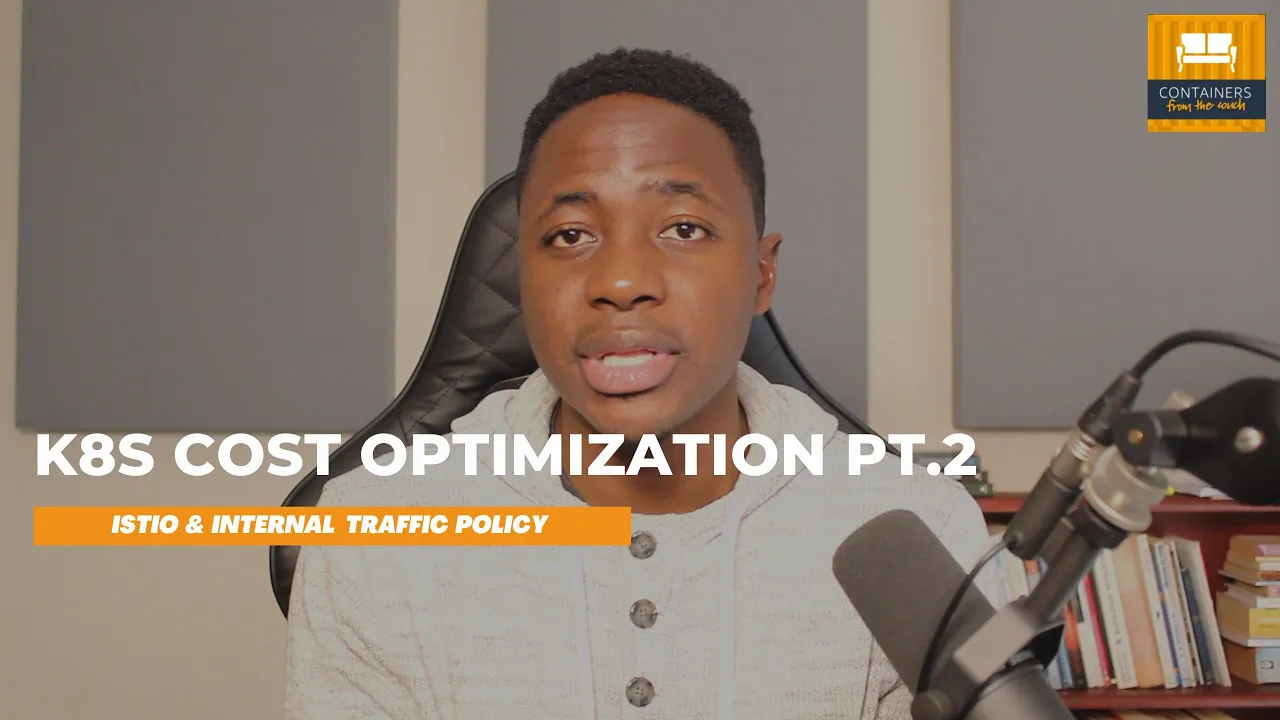 CONTAINERS
from the couch
K8S COST OPTIMIZATION PT.2
ISTIO & INTERNAL TRAFFIC POLICY